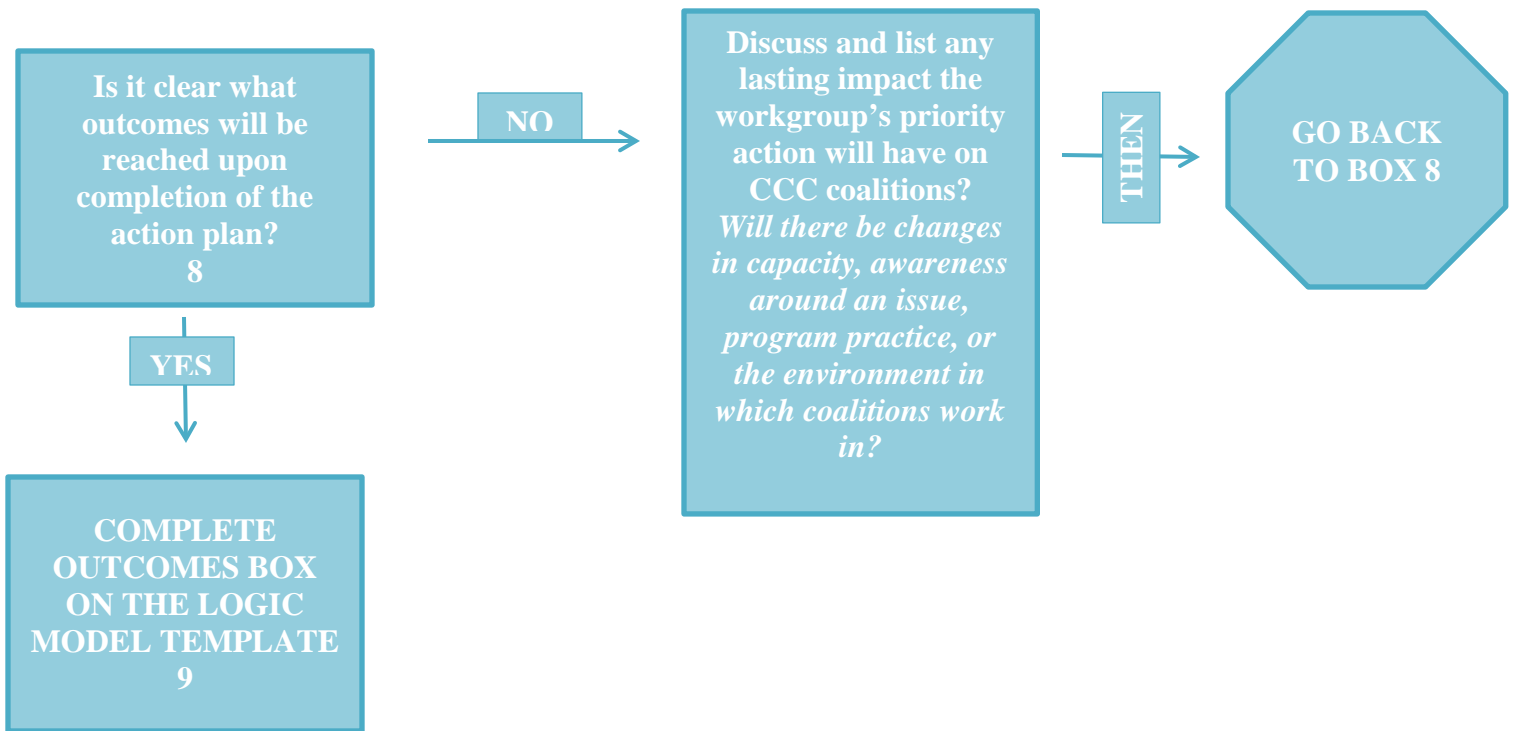 Is it clear what
outcomes will be
reached upon
completion of the
action plan?
8
NO
Discuss and list any
lasting impact the
workgroup’s priority
action will have on
CCC coalitions?
Will there be changes
in capacity, awareness
around an issue,
program practice, or
the environment in
which coalitions work
in?
THEN
GO BACK
TO BOX 8
YES
COMPLETE
OUTCOMES BOX
ON THE LOGIC
MODEL TEMPLATE
9